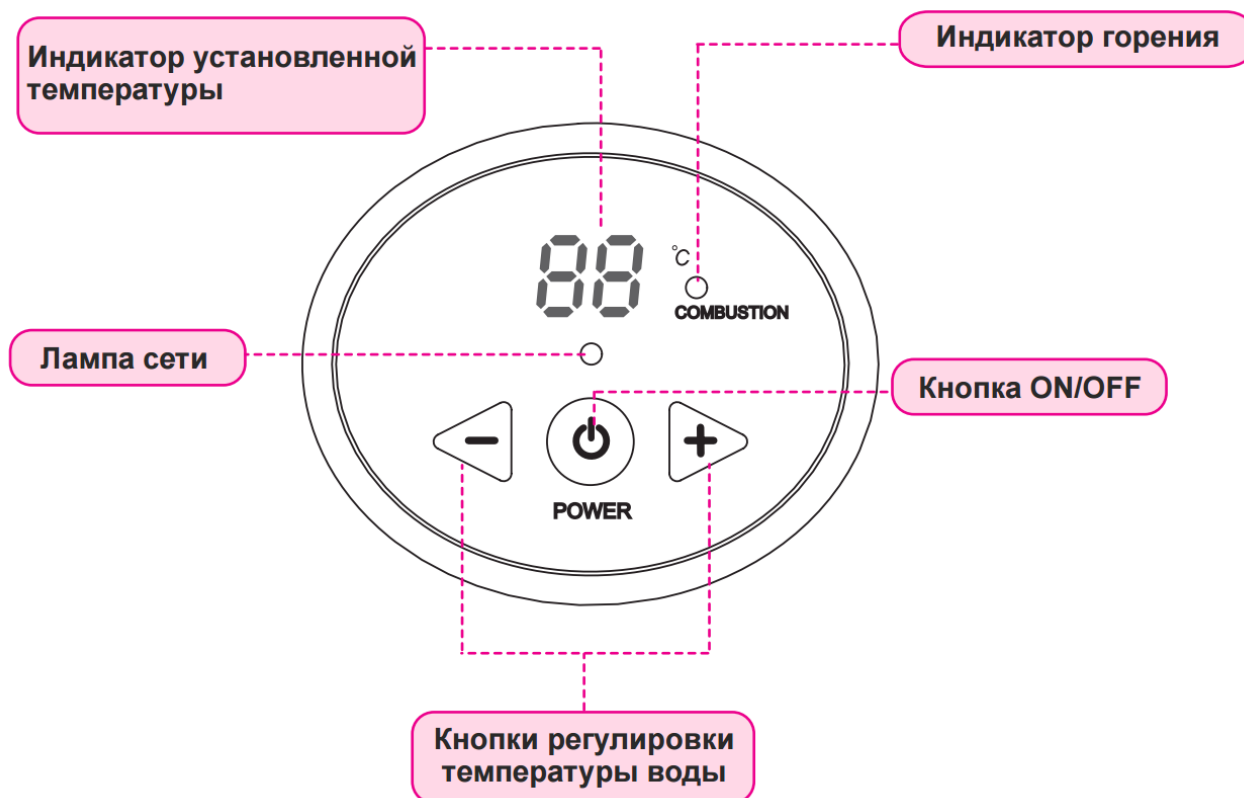 Индикатор установленной
температуры
Индикатор горения
88
°C
COMBUSTION
Лампа сети
Кнопка ON/OFF
POWER
Кнопки регулировки
температуры воды